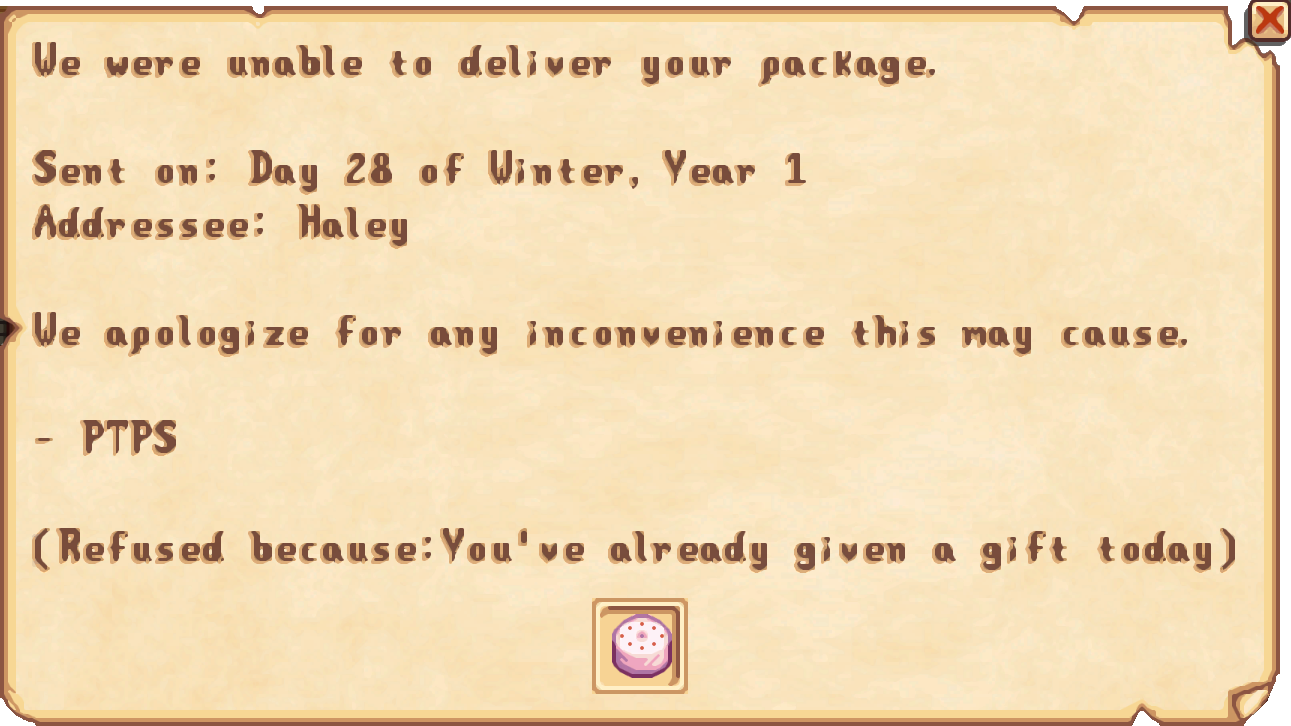 We were unable to deliver your package.
Sent on: Day 28 of Winter, Year 1
Addressee: Haley
We apologize for any inconvenience this may cause.
- PTPS
(Refused because:You've already given a gift today)